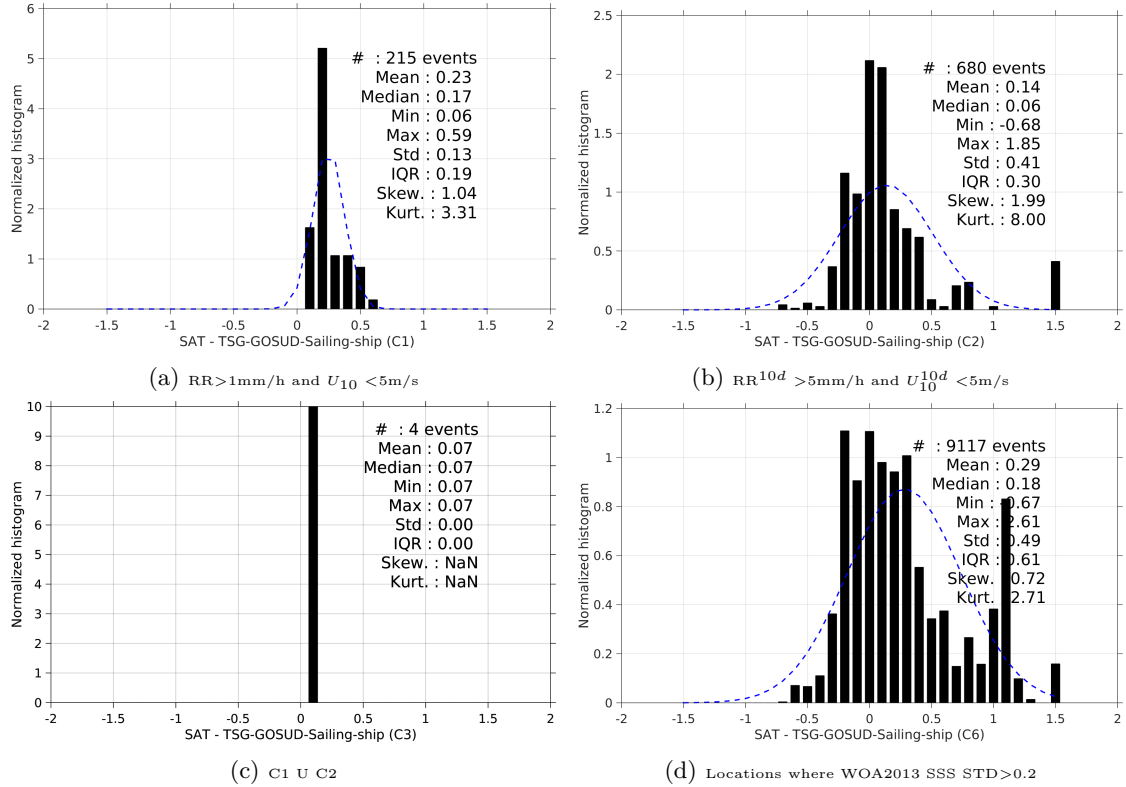 6
5
4
3
2
1
0
Normalized histogram
# : 215 events
Mean : 0.23
Median : 0.17
Min : 0.06
Max : 0.59
Std : 0.13
IQR : 0.19
Skew. : 1.04
Kurt. : 3.31
-2 -1.5 -1 -0.5 0 0.5 1 1.5 2
SAT - TSG-GOSUD-Sailing-ship (C1)
(a) RR>1mm/h and U10 <5m/s
2.5
2
1.5
1
0.5
0
Normalized histogram
# : 680 events
Mean : 0.14
Median : 0.06
Min : -0.68
Max : 1.85
Std : 0.41
IQR : 0.30
Skew. : 1.99
Kurt. : 8.00
-2 -1.5 -1 -0.5 0 0.5 1 1.5 2
SAT - TSG-GOSUD-Sailing-ship (C2)
(b) RR10d >5mm/h and U10 10d <5m/s
10
9
8
7
6
5
4
3
2
1
0
Normalized histogram
# : 4 events
Mean : 0.07
Median : 0.07
Min : 0.07
Max : 0.07
Std : 0.00
IQR : 0.00
Skew. : NaN
Kurt. : NaN
-2 -1.5 -1 -0.5 0 0.5 1 1.5 2
SAT - TSG-GOSUD-Sailing-ship (C3)
(c) C1 U C2
1.2
1
0.8
0.6
0.4
0.2
0
Normalized histogram
# : 9117 events
Mean : 0.29
Median : 0.18
Min : -0.67
Max : 2.61
Std : 0.49
IQR : 0.61
Skew. : 0.72
Kurt. : 2.71
-2 -1.5 -1 -0.5 0 0.5 1 1.5 2
SAT - TSG-GOSUD-Sailing-ship (C6)
(d) Locations where WOA2013 SSS STD>0.2